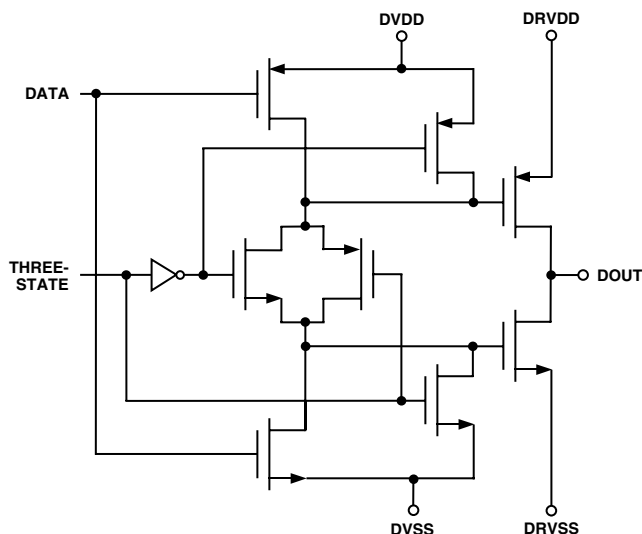 DVDD
DRVDD
DATA
THREE-
STATE
DOUT
DVSS
DRVSS